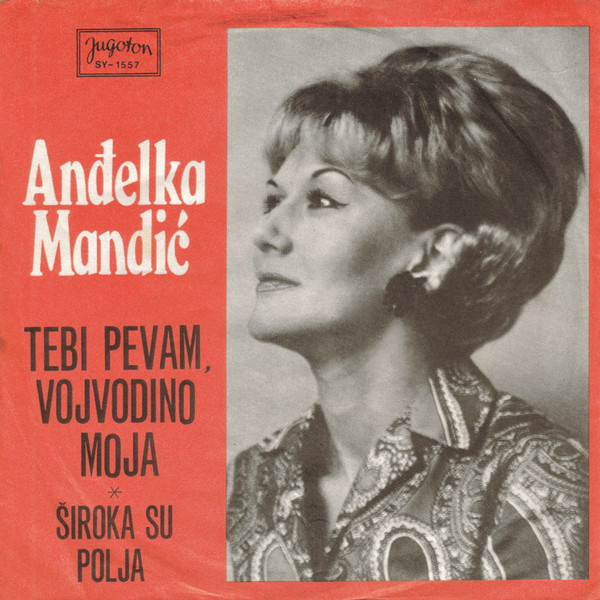 Jugoton
SY-1557
Anđelka
Mandić
TEBI PEVAM,
VOJVODINO
MOJA
*
ŠIROKA SU
POLJA